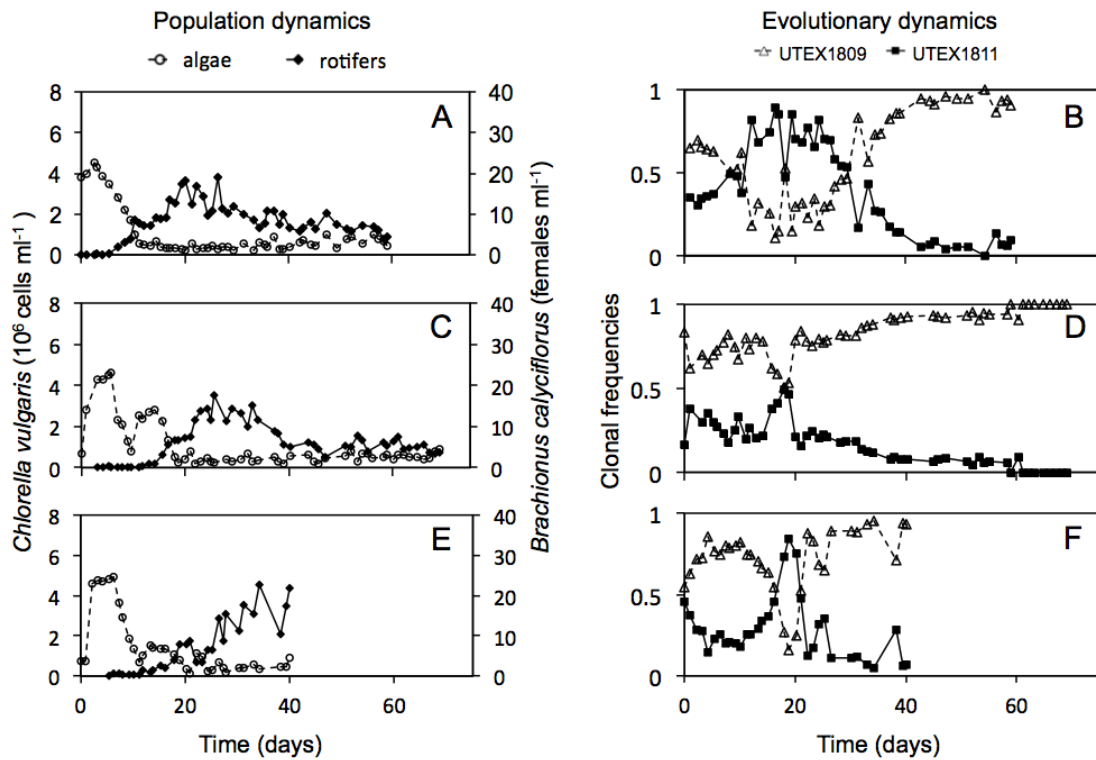 Population dynamics
algae rotifers
Evolutionary dynamics
UTEX1809 UTEX1811
Chlorella vulgaris (10⁶ cells ml⁻¹)
Brachionus calyciflorus (females ml⁻¹)
Clonal frequencies
8 40
6 30
4 20
2 10
0 0
A
1
0.5
0
B
8 40
6 30
4 20
2 10
0 0
C
1
0.5
0
D
8 40
6 30
4 20
2 10
0 0
E
1
0.5
0
F
0 20 40 60
Time (days)
0 20 40 60
Time (days)